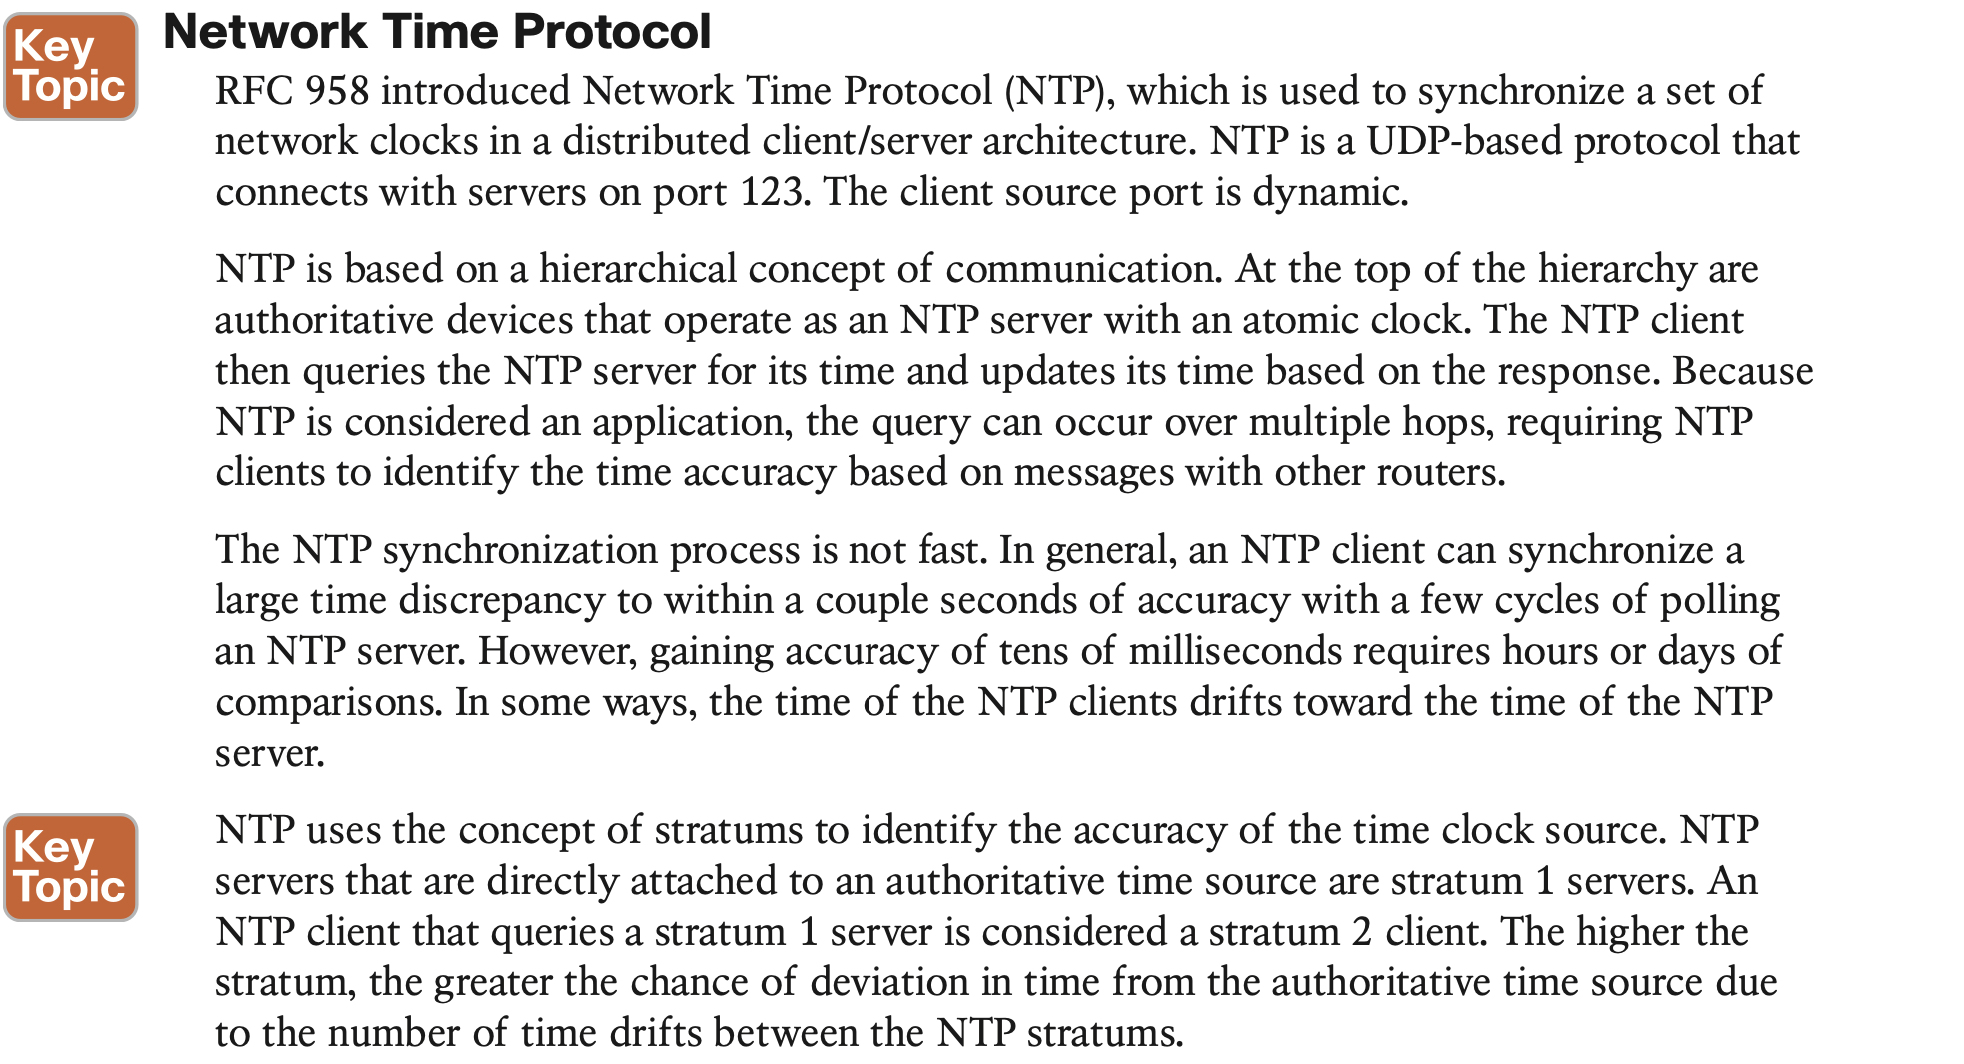 Key
Topic
Network Time Protocol
RFC 958 introduced Network Time Protocol (NTP), which is used to synchronize a set of
network clocks in a distributed client/server architecture. NTP is a UDP-based protocol that
connects with servers on port 123. The client source port is dynamic.
NTP is based on a hierarchical concept of communication. At the top of the hierarchy are
authoritative devices that operate as an NTP server with an atomic clock. The NTP client
then queries the NTP server for its time and updates its time based on the response. Because
NTP is considered an application, the query can occur over multiple hops, requiring NTP
clients to identify the time accuracy based on messages with other routers.
The NTP synchronization process is not fast. In general, an NTP client can synchronize a
large time discrepancy to within a couple seconds of accuracy with a few cycles of polling
an NTP server. However, gaining accuracy of tens of milliseconds requires hours or days of
comparisons. In some ways, the time of the NTP clients drifts toward the time of the NTP
server.
Key
Topic
NTP uses the concept of stratums to identify the accuracy of the time clock source. NTP
servers that are directly attached to an authoritative time source are stratum 1 servers. An
NTP client that queries a stratum 1 server is considered a stratum 2 client. The higher the
stratum, the greater the chance of deviation in time from the authoritative time source due
to the number of time drifts between the NTP stratums.